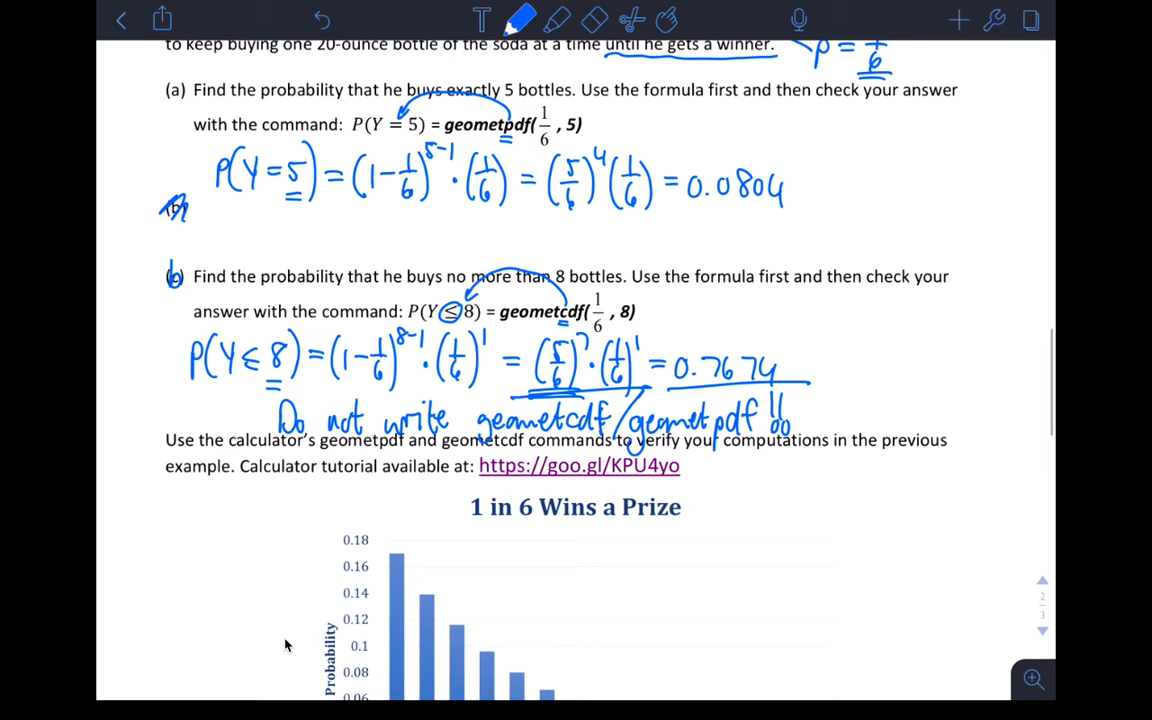 to keep buying one 20-ounce bottle of the soda at a time until he gets a winner. p = 1/6
(a) Find the probability that he buys exactly 5 bottles. Use the formula first and then check your answer
with the command: P(Y = 5) = geometpdf(1/6 , 5)
P(Y=5) = (1-1/6)^5-1 · (1/6) = (5/6)^4 (1/6) = 0.0804
(b)
(c) b Find the probability that he buys no more than 8 bottles. Use the formula first and then check your
answer with the command: P(Y ≤ 8) = geometcdf(1/6 , 8)
P(Y≤8) = (1-1/6)^8-1 · (1/6)^1 = (5/6)^7 · (1/6)^1 = 0.7674
Do not write geometcdf/geometpdf !!
Use the calculator's geometpdf and geometcdf commands to verify your computations in the previous
example. Calculator tutorial available at: https://goo.gl/KPU4yo
1 in 6 Wins a Prize
0.18
0.16
0.14
0.12
0.1
0.08
0.06
Probability
2
3